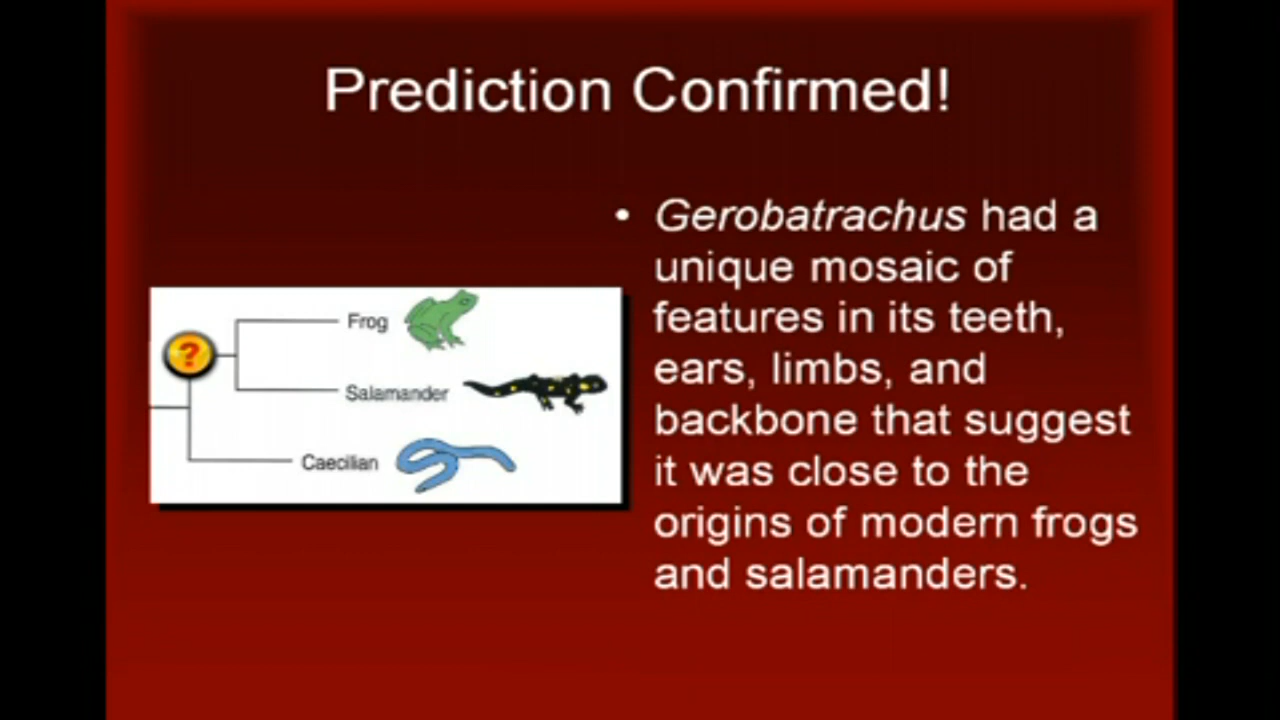 Prediction Confirmed!
• Gerobatrachus had a
unique mosaic of
features in its teeth,
ears, limbs, and
backbone that suggest
it was close to the
origins of modern frogs
and salamanders.
Frog
?
Salamander
Caecilian